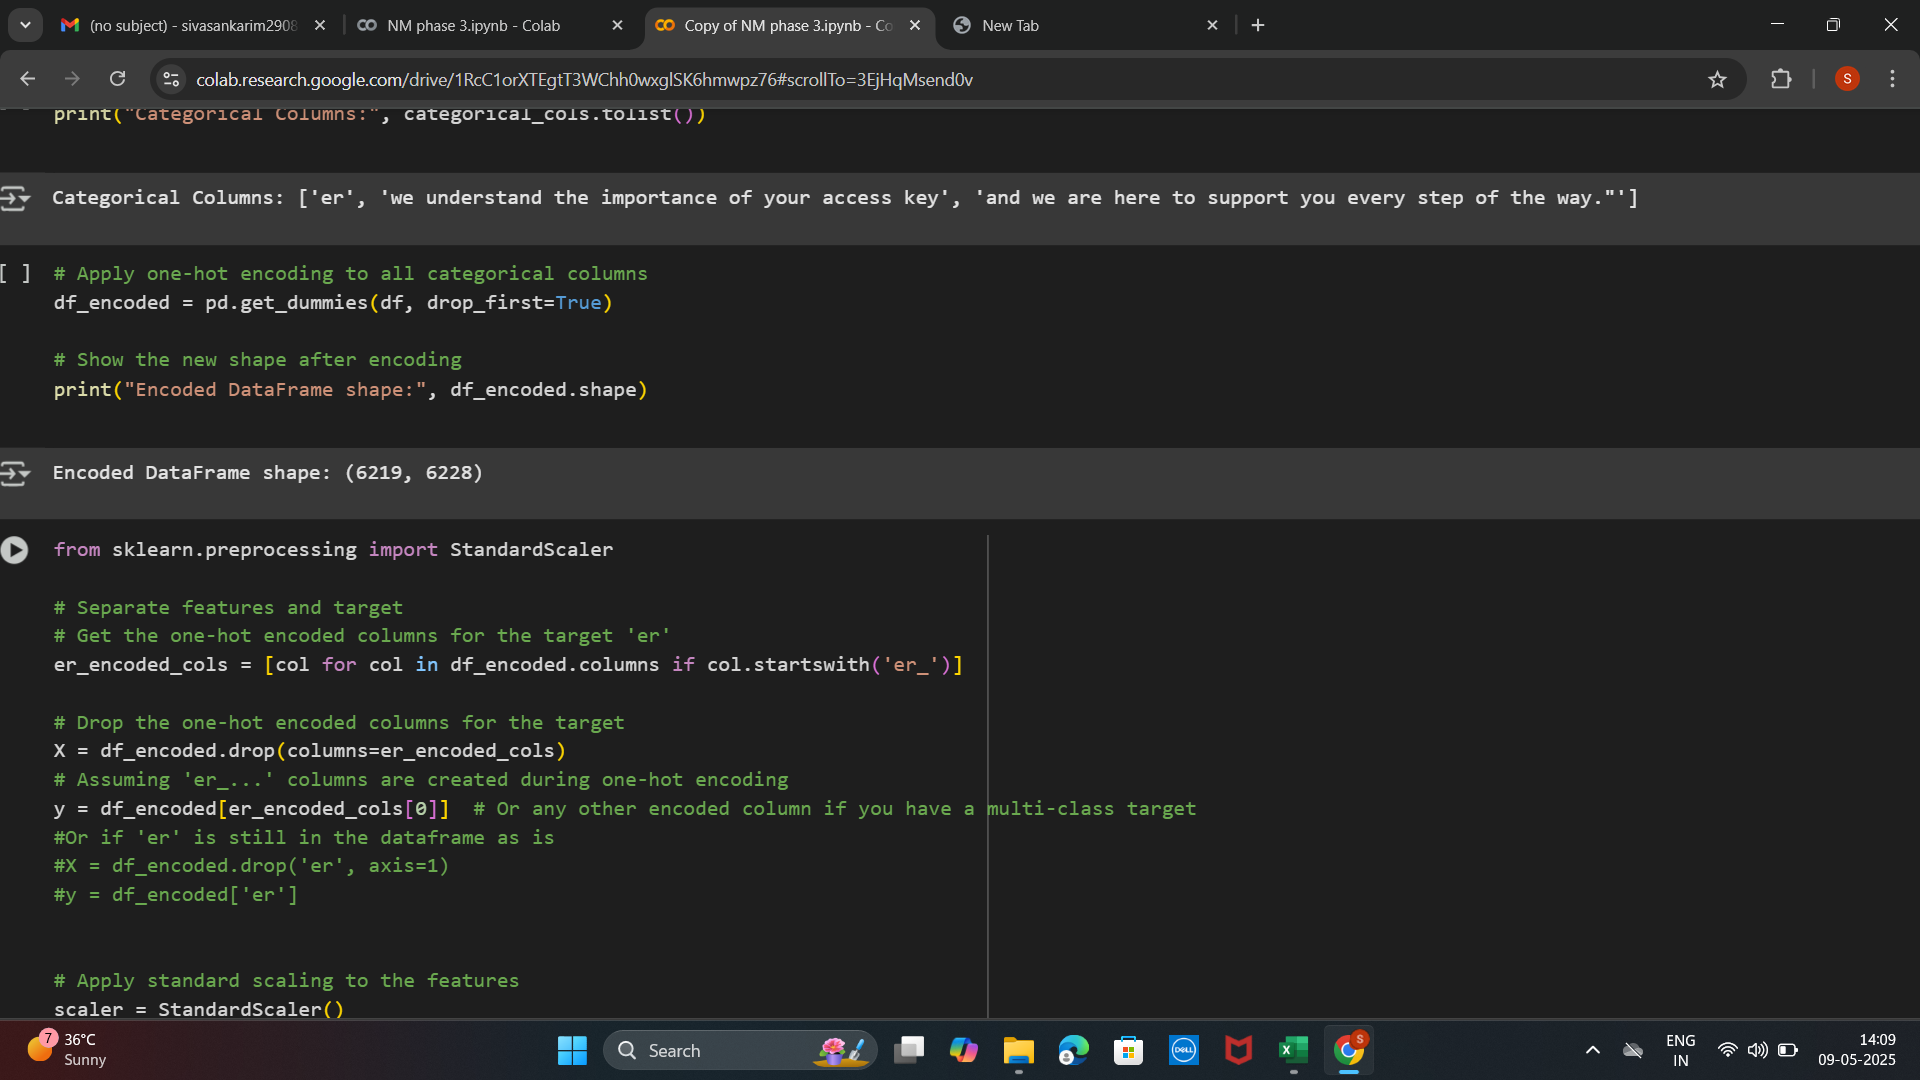 (no subject) - sivasankarim2908
NM phase 3.ipynb - Colab
Copy of NM phase 3.ipynb - Co
New Tab
colab.research.google.com/drive/1RcC1orXTEgtT3WChh0wxglSK6hmwpz76#scrollTo=3EjHqMsend0v
S
print("Categorical Columns:", categorical_cols.tolist())
Categorical Columns: ['er', 'we understand the importance of your access key', 'and we are here to support you every step of the way."']
[ ] # Apply one-hot encoding to all categorical columns
df_encoded = pd.get_dummies(df, drop_first=True)
# Show the new shape after encoding
print("Encoded DataFrame shape:", df_encoded.shape)
Encoded DataFrame shape: (6219, 6228)
from sklearn.preprocessing import StandardScaler
# Separate features and target
# Get the one-hot encoded columns for the target 'er'
er_encoded_cols = [col for col in df_encoded.columns if col.startswith('er_')]
# Drop the one-hot encoded columns for the target
X = df_encoded.drop(columns=er_encoded_cols)
# Assuming 'er_...' columns are created during one-hot encoding
y = df_encoded[er_encoded_cols[0]]  # Or any other encoded column if you have a multi-class target
#Or if 'er' is still in the dataframe as is
#X = df_encoded.drop('er', axis=1)
#y = df_encoded['er']
# Apply standard scaling to the features
scaler = StandardScaler()
7
36°C
Sunny
Search
DELL
X
S
ENG
IN
14:09
09-05-2025